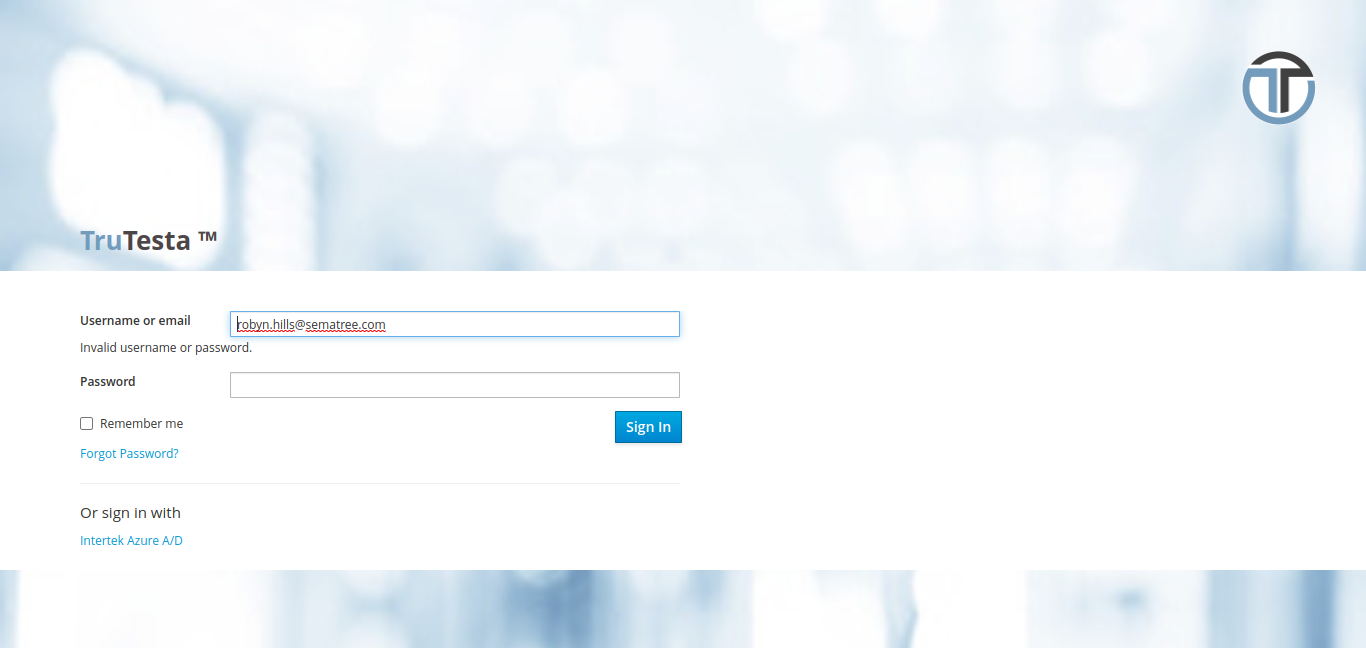 TruTesta ™
Username or email
robyn.hills@sematree.com
Invalid username or password.
Password
Remember me
Sign In
Forgot Password?
Or sign in with
Intertek Azure A/D